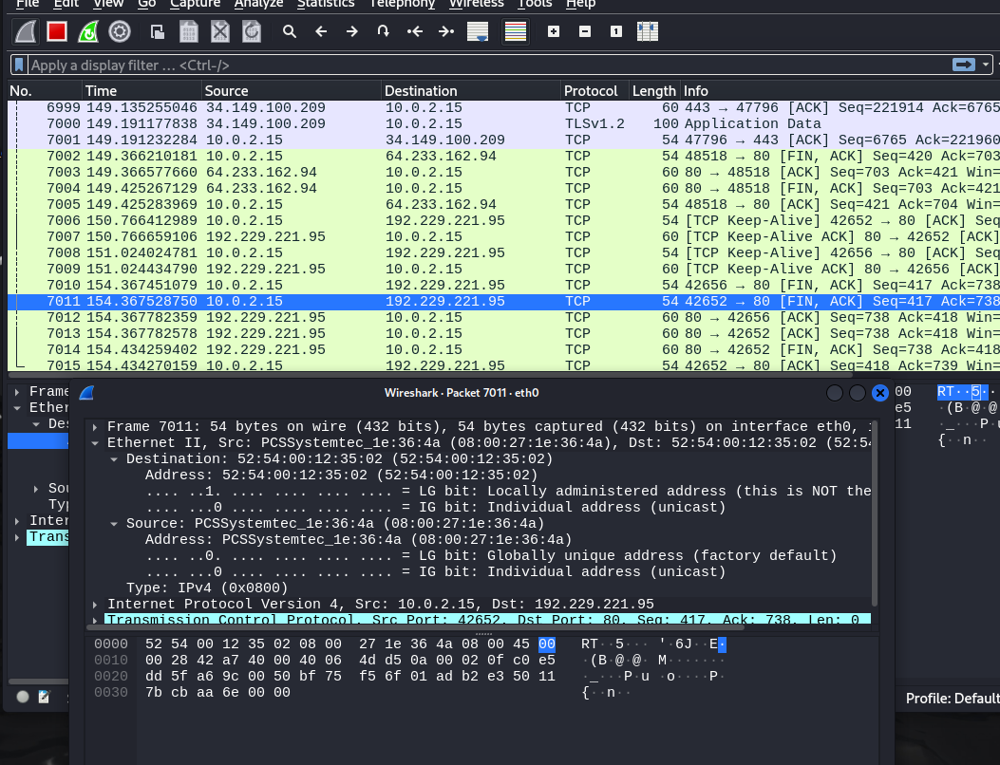 File Edit View Go Capture Analyze Statistics Telephony Wireless Tools Help
Apply a display filter … <Ctrl-/>
No. Time Source Destination Protocol Length Info
6999 149.135255046 34.149.100.209 10.0.2.15 TCP 60 443 → 47796 [ACK] Seq=221914 Ack=6765
7000 149.191177838 34.149.100.209 10.0.2.15 TLSv1.2 100 Application Data
7001 149.191232284 10.0.2.15 34.149.100.209 TCP 54 47796 → 443 [ACK] Seq=6765 Ack=221960
7002 149.366210181 10.0.2.15 64.233.162.94 TCP 54 48518 → 80 [FIN, ACK] Seq=420 Ack=703
7003 149.366577660 64.233.162.94 10.0.2.15 TCP 60 80 → 48518 [ACK] Seq=703 Ack=421 Win=
7004 149.425267129 64.233.162.94 10.0.2.15 TCP 60 80 → 48518 [FIN, ACK] Seq=703 Ack=421
7005 149.425283969 10.0.2.15 64.233.162.94 TCP 54 48518 → 80 [ACK] Seq=421 Ack=704 Win=
7006 150.766412989 10.0.2.15 192.229.221.95 TCP 54 [TCP Keep-Alive] 42652 → 80 [ACK] Seq
7007 150.766659106 192.229.221.95 10.0.2.15 TCP 60 [TCP Keep-Alive ACK] 80 → 42652 [ACK]
7008 151.024024781 10.0.2.15 192.229.221.95 TCP 54 [TCP Keep-Alive] 42656 → 80 [ACK] Seq
7009 151.024434790 192.229.221.95 10.0.2.15 TCP 60 [TCP Keep-Alive ACK] 80 → 42656 [ACK]
7010 154.367451079 10.0.2.15 192.229.221.95 TCP 54 42656 → 80 [FIN, ACK] Seq=417 Ack=738
7011 154.367528750 10.0.2.15 192.229.221.95 TCP 54 42652 → 80 [FIN, ACK] Seq=417 Ack=738
7012 154.367782359 192.229.221.95 10.0.2.15 TCP 60 80 → 42656 [ACK] Seq=738 Ack=418 Win=
7013 154.367782578 192.229.221.95 10.0.2.15 TCP 60 80 → 42652 [ACK] Seq=738 Ack=418 Win=
7014 154.434259402 192.229.221.95 10.0.2.15 TCP 60 80 → 42652 [FIN, ACK] Seq=738 Ack=418
7015 154.434270159 10.0.2.15 192.229.221.95 TCP 54 42652 → 80 [ACK] Seq=418 Ack=739 Win=
Frame
Ether
Des
Sou
Typ
Inter
Trans
Wireshark · Packet 7011 · eth0
Frame 7011: 54 bytes on wire (432 bits), 54 bytes captured (432 bits) on interface eth0,
Ethernet II, Src: PCSSystemtec_1e:36:4a (08:00:27:1e:36:4a), Dst: 52:54:00:12:35:02 (52:54
Destination: 52:54:00:12:35:02 (52:54:00:12:35:02)
Address: 52:54:00:12:35:02 (52:54:00:12:35:02)
.... ..1. .... .... .... .... = LG bit: Locally administered address (this is NOT the
.... ...0 .... .... .... .... = IG bit: Individual address (unicast)
Source: PCSSystemtec_1e:36:4a (08:00:27:1e:36:4a)
Address: PCSSystemtec_1e:36:4a (08:00:27:1e:36:4a)
.... ..0. .... .... .... .... = LG bit: Globally unique address (factory default)
.... ...0 .... .... .... .... = IG bit: Individual address (unicast)
Type: IPv4 (0x0800)
Internet Protocol Version 4, Src: 10.0.2.15, Dst: 192.229.221.95
Transmission Control Protocol, Src Port: 42652, Dst Port: 80, Seq: 417, Ack: 738, Len: 0
0000 52 54 00 12 35 02 08 00 27 1e 36 4a 08 00 45 00 RT··5···'·6J··E·
0010 00 28 42 a7 40 00 40 06 4d d5 0a 00 02 0f c0 e5 ·(B·@·@·M·······
0020 dd 5f a6 9c 00 50 bf 75 f5 6f 01 ad b2 e3 50 11 ·_···P·u·o····P·
0030 7b cb aa 6e 00 00 {··n··
00 RT··5··
e5 ·(B·@·@
11 ·_···Pu
{··n··
Profile: Default